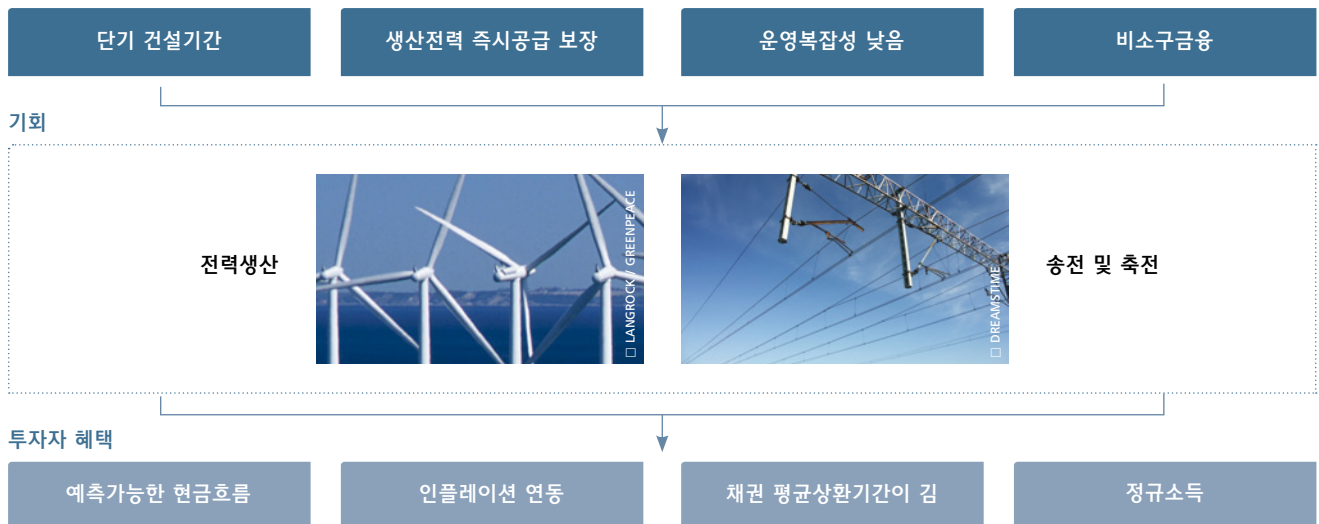 단기 건설기간
생산전력 즉시공급 보장
운영복잡성 낮음
비소구금융
기회
전력생산
□ LANGROCK / GREENPEACE
□ DREAMSTIME
송전 및 축전
투자자 혜택
예측가능한 현금흐름
인플레이션 연동
채권 평균상환기간이 김
정규소득